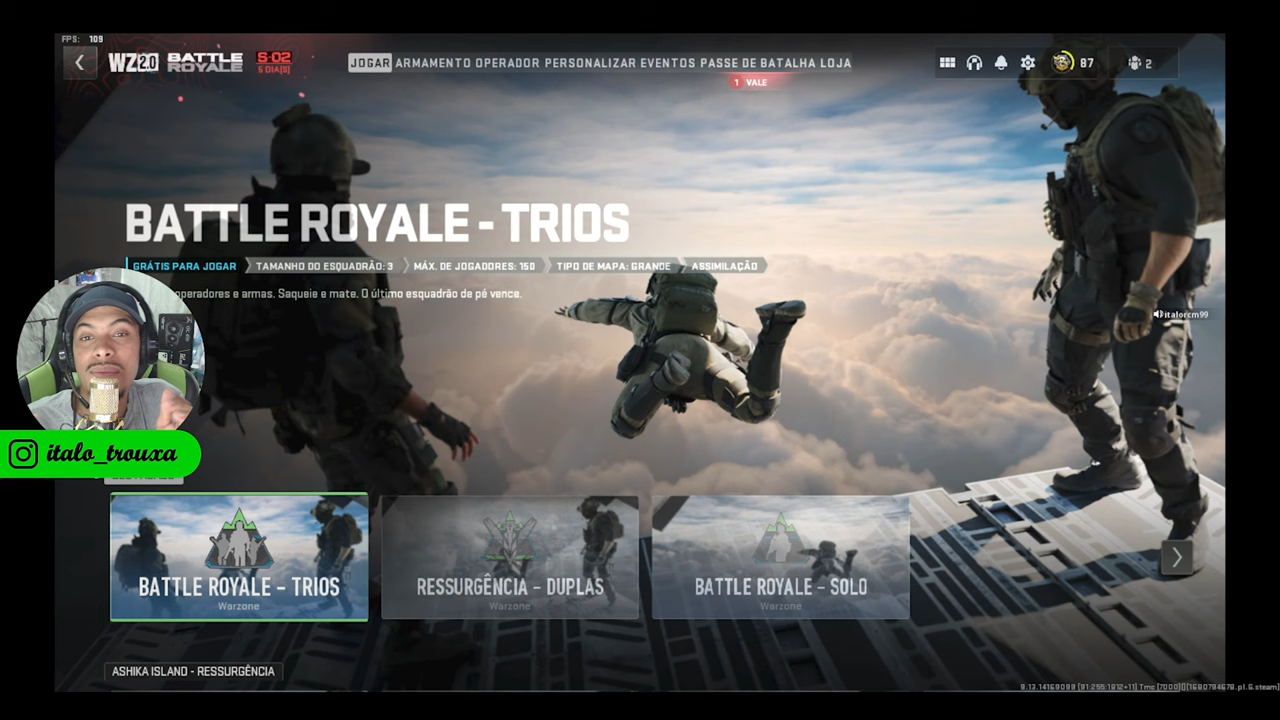 FPS: 109
WZ2.0 BATTLE ROYALE S-02 5 DIA(S)
JOGAR ARMAMENTO OPERADOR PERSONALIZAR EVENTOS PASSE DE BATALHA LOJA
1 VALE
87
2
BATTLE ROYALE - TRIOS
GRÁTIS PARA JOGAR TAMANHO DO ESQUADRÃO: 3 MÁX. DE JOGADORES: 150 TIPO DE MAPA: GRANDE ASSIMILAÇÃO
operadores e armas. Saqueie e mate. O último esquadrão de pé vence.
italorcm99
italo_trouxa
BATTLE ROYALE - TRIOS
Warzone
RESSURGÊNCIA - DUPLAS
Warzone
BATTLE ROYALE - SOLO
Warzone
ASHIKA ISLAND - RESSURGÊNCIA